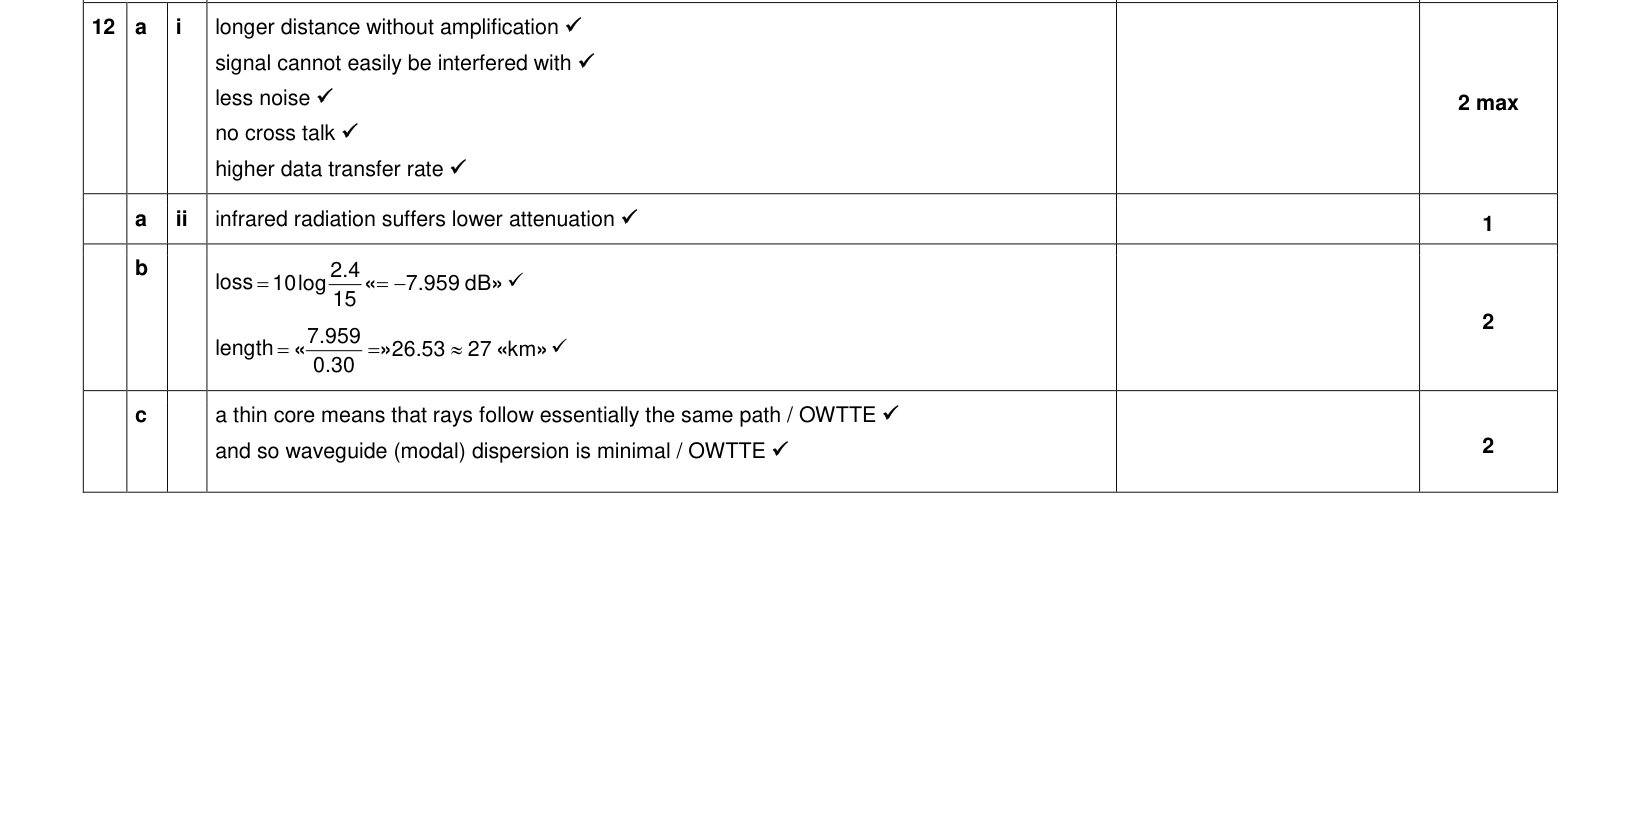 12 a i longer distance without amplification ✓
signal cannot easily be interfered with ✓
less noise ✓
no cross talk ✓
higher data transfer rate ✓
2 max
a ii infrared radiation suffers lower attenuation ✓ 1
b loss = 10 log 2.4/15 «= −7.959 dB» ✓
length = «7.959/0.30 =»26.53 ≈ 27 «km» ✓
2
c a thin core means that rays follow essentially the same path / OWTTE ✓
and so waveguide (modal) dispersion is minimal / OWTTE ✓
2